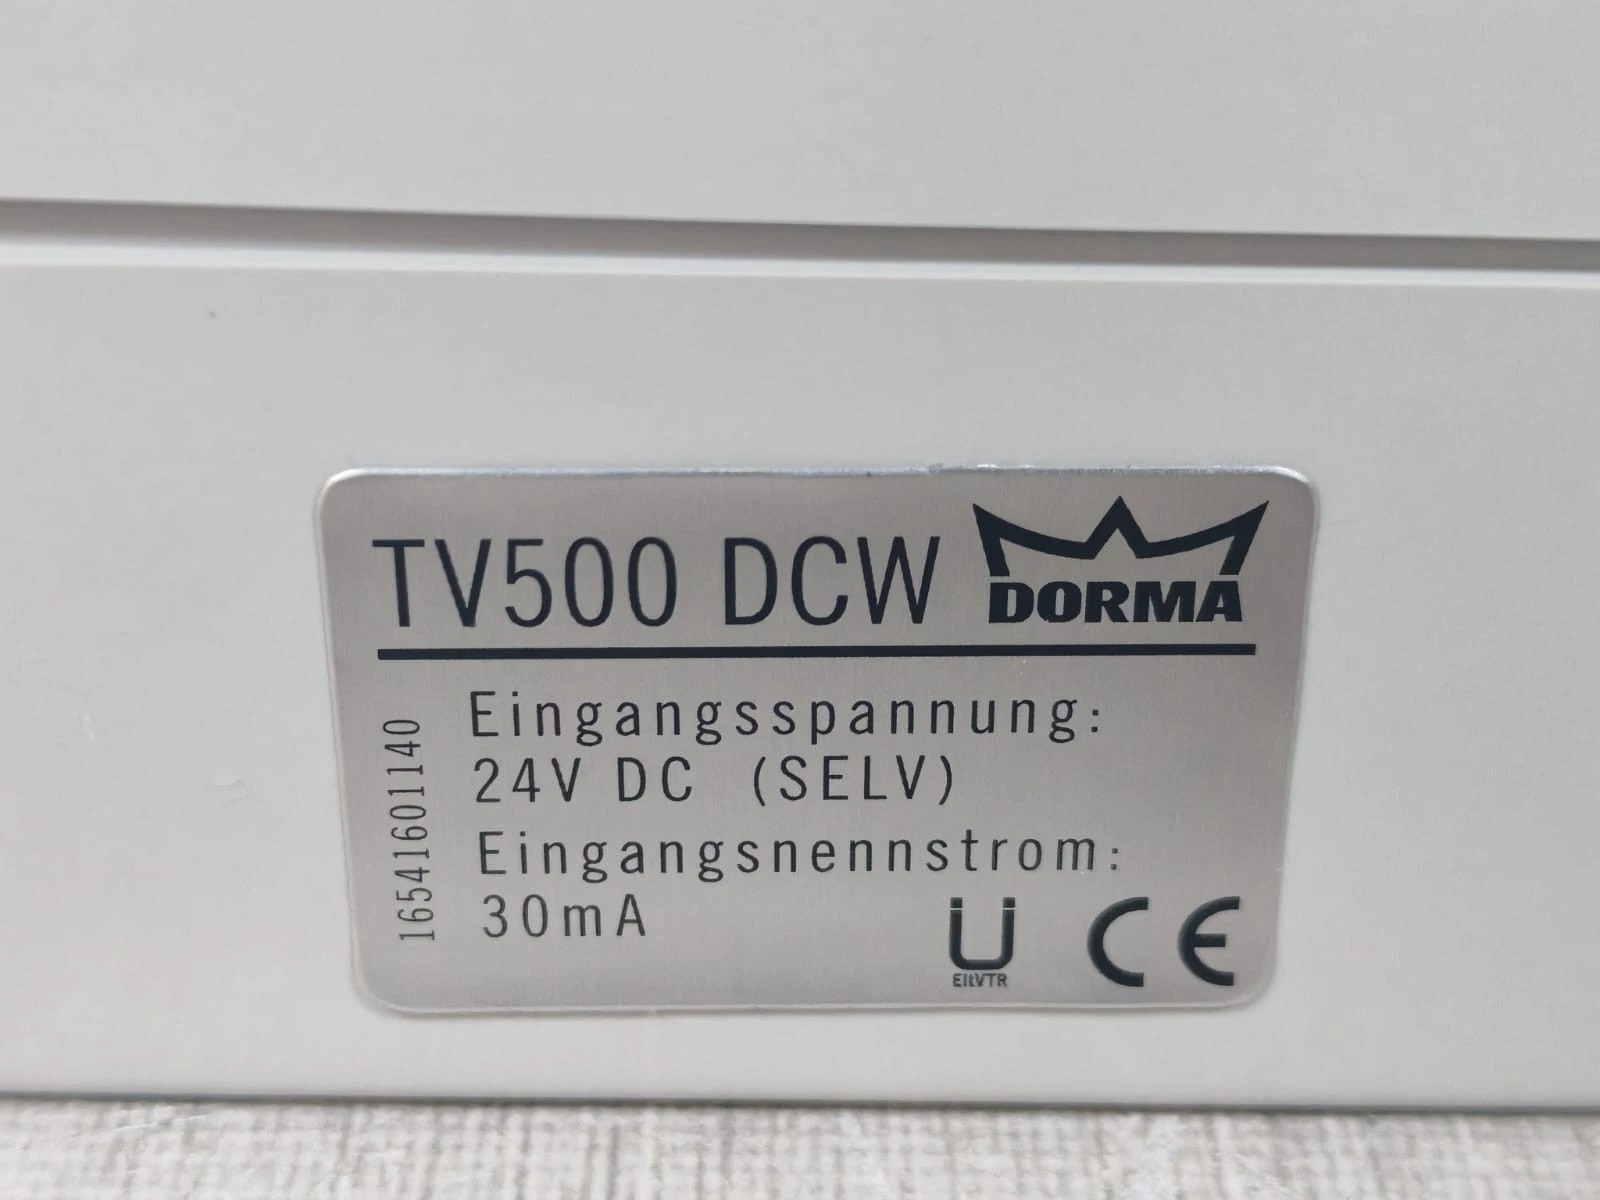 TV500 DCW
DORMA
Eingangsspannung:
24V DC (SELV)
Eingangsnennstrom:
30mA
16541601140
Ü
EltVTR
CE